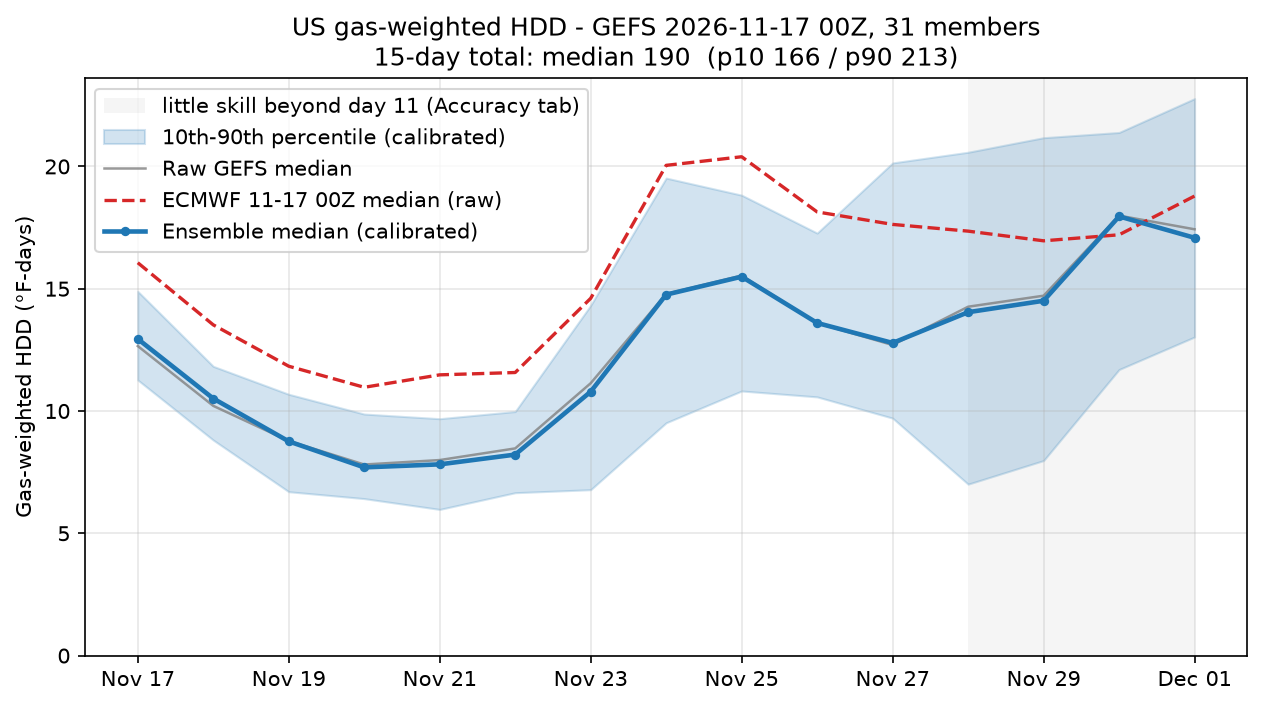 US gas-weighted HDD - GEFS 2026-11-17 00Z, 31 members
15-day total: median 190  (p10 166 / p90 213)
little skill beyond day 11 (Accuracy tab)
10th-90th percentile (calibrated)
Raw GEFS median
ECMWF 11-17 00Z median (raw)
Ensemble median (calibrated)
Gas-weighted HDD (°F-days)
20
15
10
5
0
Nov 17
Nov 19
Nov 21
Nov 23
Nov 25
Nov 27
Nov 29
Dec 01